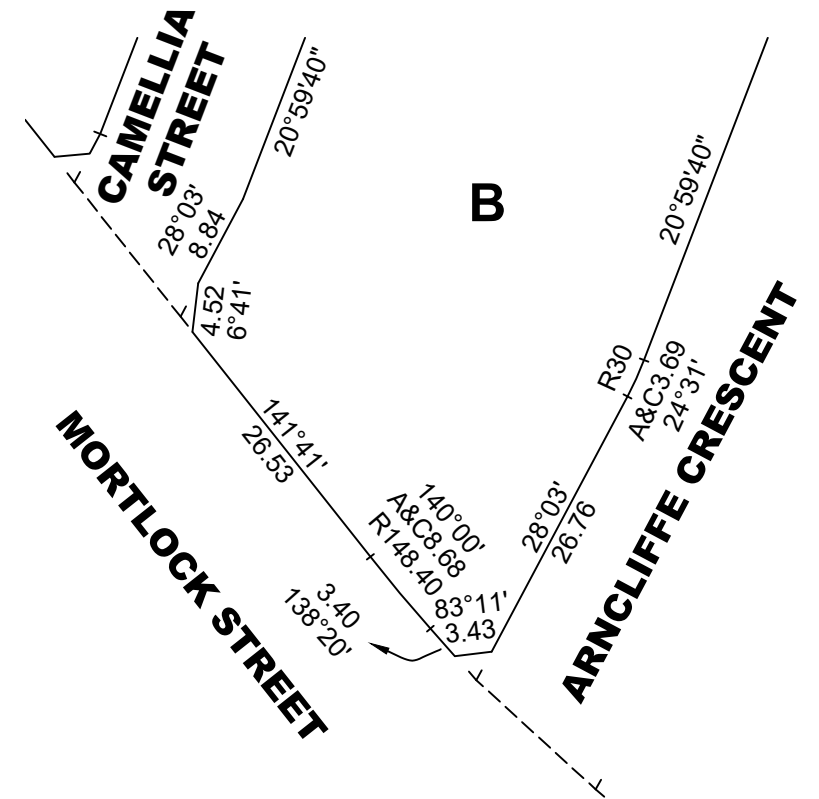 CAMELLIA
STREET
20°59'40"
28°03'
8.84
4.52
6°41'
B
20°59'40"
R30
A&C3.69
24°31'
ARNCLIFFE CRESCENT
141°41'
26.53
MORTLOCK STREET
140°00'
A&C8.68
R148.40
28°03'
26.76
83°11'
3.43
3.40
138°20'